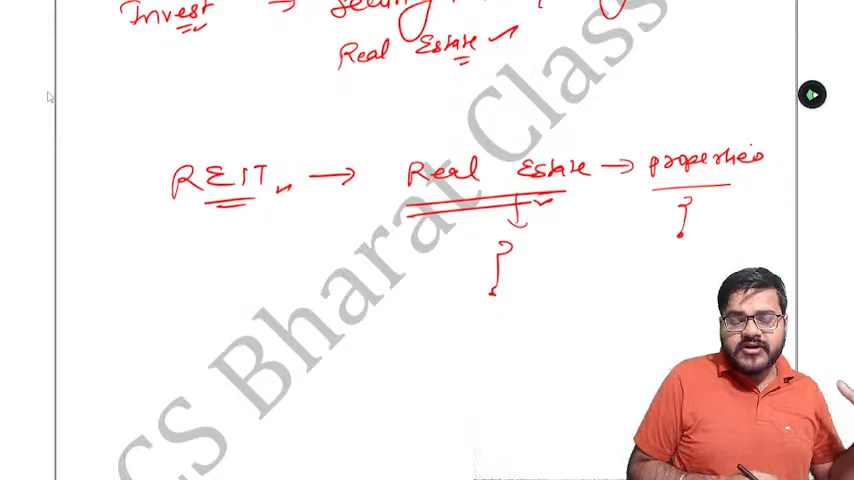 Invest →
Real Estate
REIT → Real Estate → properties
?
?
CS Bharat Class